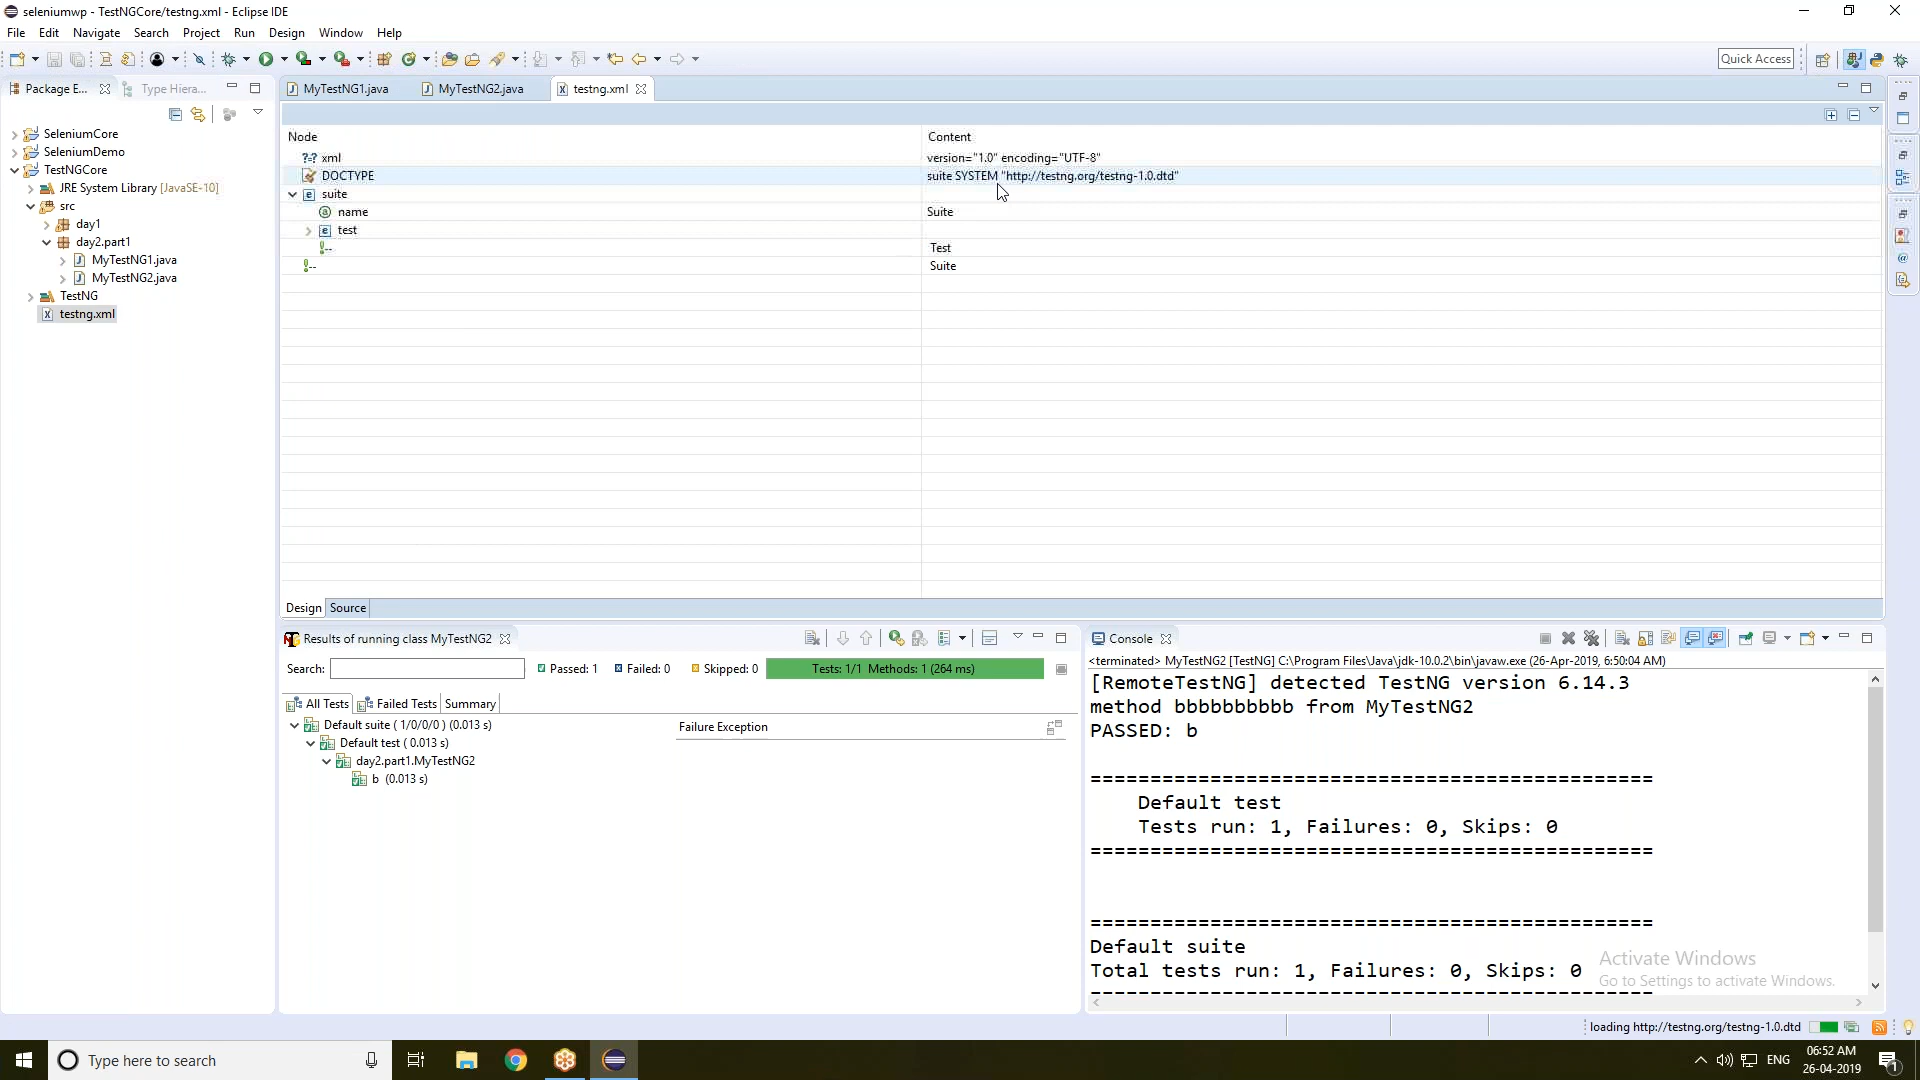 seleniumwp - TestNGCore/testng.xml - Eclipse IDE
File Edit Navigate Search Project Run Design Window Help
Quick Access
Package E...
Type Hiera...
MyTestNG1.java
MyTestNG2.java
testng.xml
SeleniumCore
SeleniumDemo
TestNGCore
JRE System Library [JavaSE-10]
src
day1
day2.part1
MyTestNG1.java
MyTestNG2.java
TestNG
testng.xml
Node Content
?=? xml version="1.0" encoding="UTF-8"
DOCTYPE suite SYSTEM "http://testng.org/testng-1.0.dtd"
suite
name Suite
test
!-- Test
!-- Suite
Design Source
Results of running class MyTestNG2
Search: Passed: 1 Failed: 0 Skipped: 0 Tests: 1/1 Methods: 1 (264 ms)
All Tests Failed Tests Summary
Default suite ( 1/0/0/0 ) (0.013 s)
Default test ( 0.013 s)
day2.part1.MyTestNG2
b (0.013 s)
Failure Exception
Console
<terminated> MyTestNG2 [TestNG] C:\Program Files\Java\jdk-10.0.2\bin\javaw.exe (26-Apr-2019, 6:50:04 AM)
[RemoteTestNG] detected TestNG version 6.14.3
method bbbbbbbbbb from MyTestNG2
PASSED: b
===============================================
Default test
Tests run: 1, Failures: 0, Skips: 0
===============================================
===============================================
Default suite
Total tests run: 1, Failures: 0, Skips: 0
Activate Windows
Go to Settings to activate Windows.
loading http://testng.org/testng-1.0.dtd
Type here to search
ENG
06:52 AM
26-04-2019
1